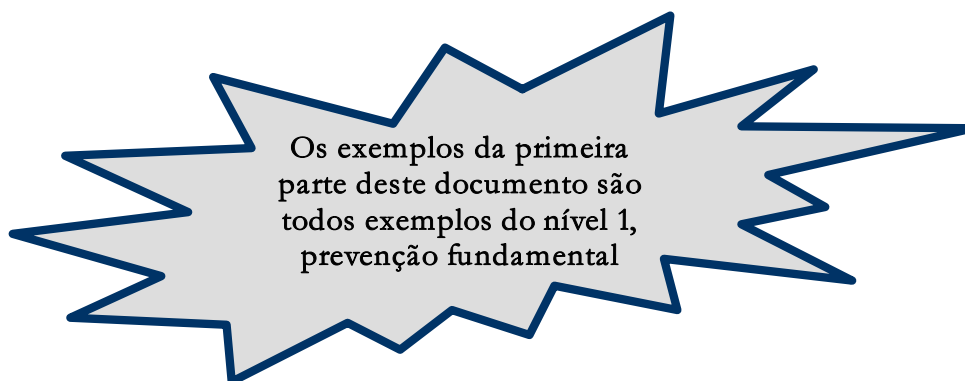 Os exemplos da primeira
parte deste documento são
todos exemplos do nível 1,
prevenção fundamental